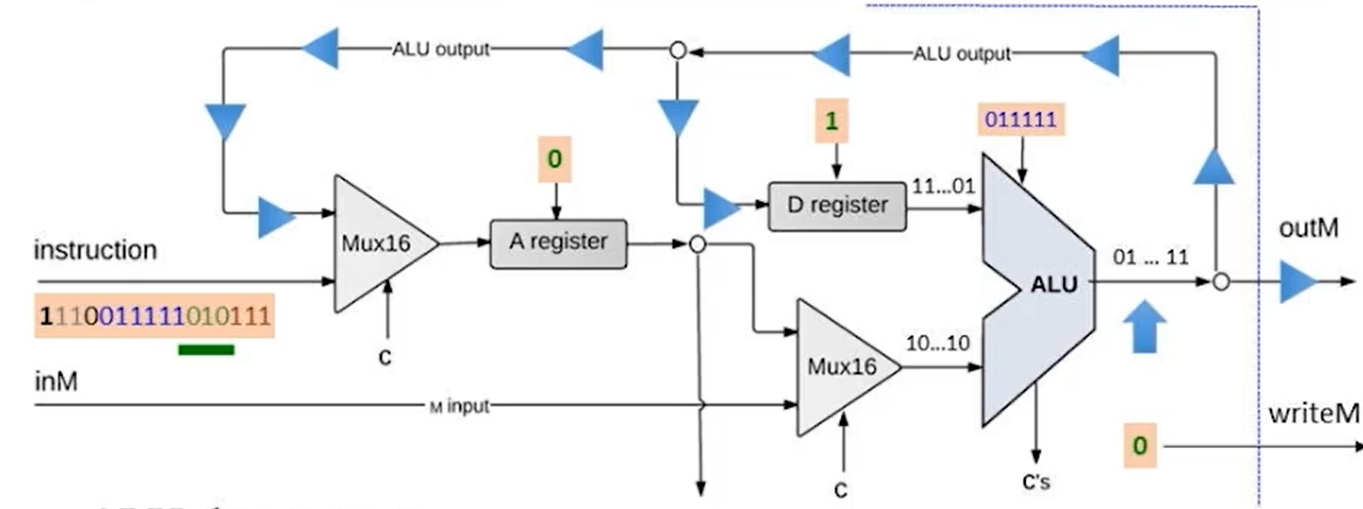 ALU output
ALU output
1
011111
0
11...01
D register
instruction
Mux16
A register
outM
01 ... 11
ALU
1110011111010111
C
10...10
Mux16
inM
M input
writeM
0
C
C's